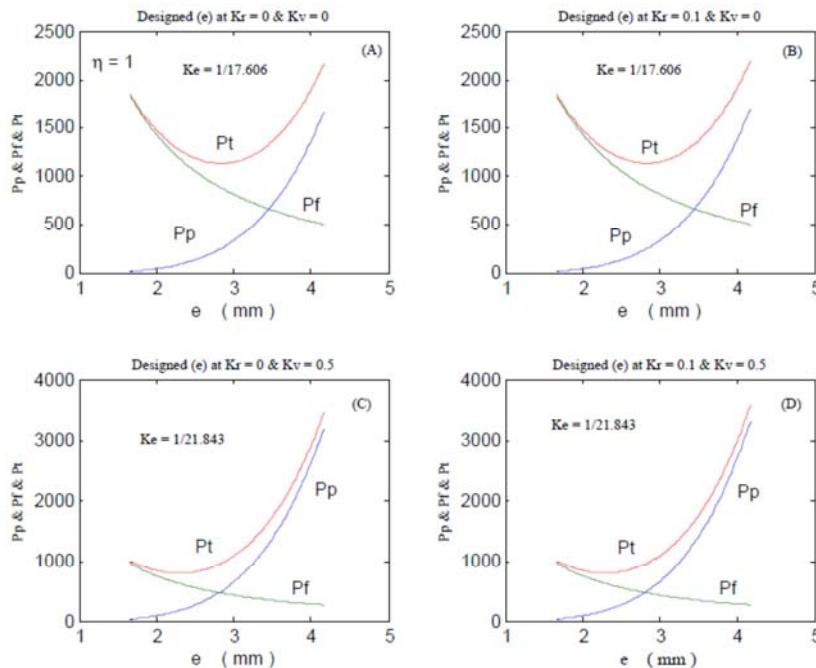 Designed (e) at Kr = 0 & Kv = 0
(A)
η = 1
Ke = 1/17.606
Pt
Pf
Pp
Pp & Pf & Pt
2500
2000
1500
1000
500
0
1 2 3 4 5
e ( mm )
Designed (e) at Kr = 0.1 & Kv = 0
(B)
Ke = 1/17.606
Pt
Pf
Pp
Pp & Pf & Pt
2500
2000
1500
1000
500
0
1 2 3 4 5
e ( mm )
Designed (e) at Kr = 0 & Kv = 0.5
(C)
Ke = 1/21.843
Pp
Pt
Pf
Pp & Pf & Pt
4000
3000
2000
1000
0
1 2 3 4 5
e ( mm )
Designed (e) at Kr = 0.1 & Kv = 0.5
(D)
Ke = 1/21.843
Pp
Pt
Pf
Pp & Pf & Pt
4000
3000
2000
1000
0
1 2 3 4 5
e ( mm )